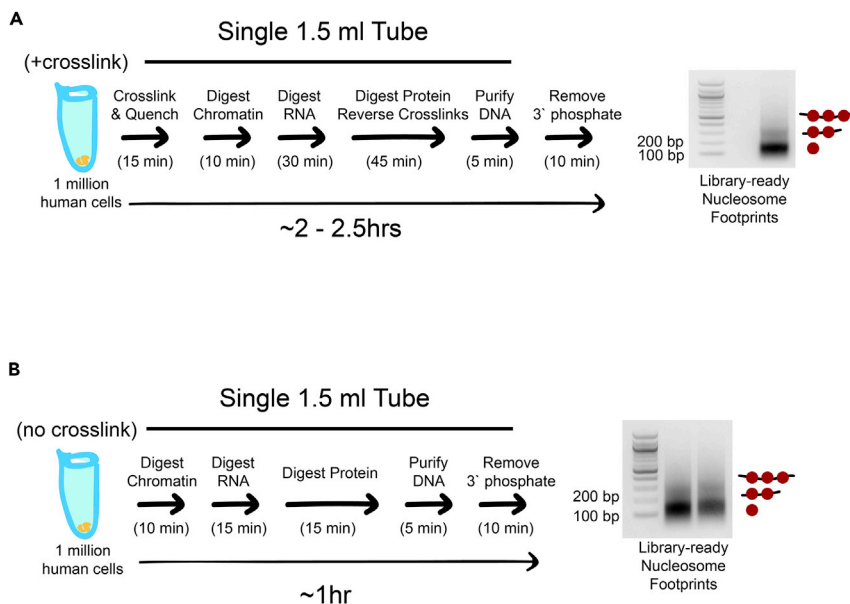 A
Single 1.5 ml Tube
(+crosslink)
Crosslink
& Quench
(15 min)
Digest
Chromatin
(10 min)
Digest
RNA
(30 min)
Digest Protein
Reverse Crosslinks
(45 min)
Purify
DNA
(5 min)
Remove
3` phosphate
(10 min)
1 million
human cells
~2 - 2.5hrs
200 bp
100 bp
Library-ready
Nucleosome
Footprints
B
Single 1.5 ml Tube
(no crosslink)
Digest
Chromatin
(10 min)
Digest
RNA
(15 min)
Digest Protein
(15 min)
Purify
DNA
(5 min)
Remove
3` phosphate
(10 min)
1 million
human cells
~1hr
200 bp
100 bp
Library-ready
Nucleosome
Footprints